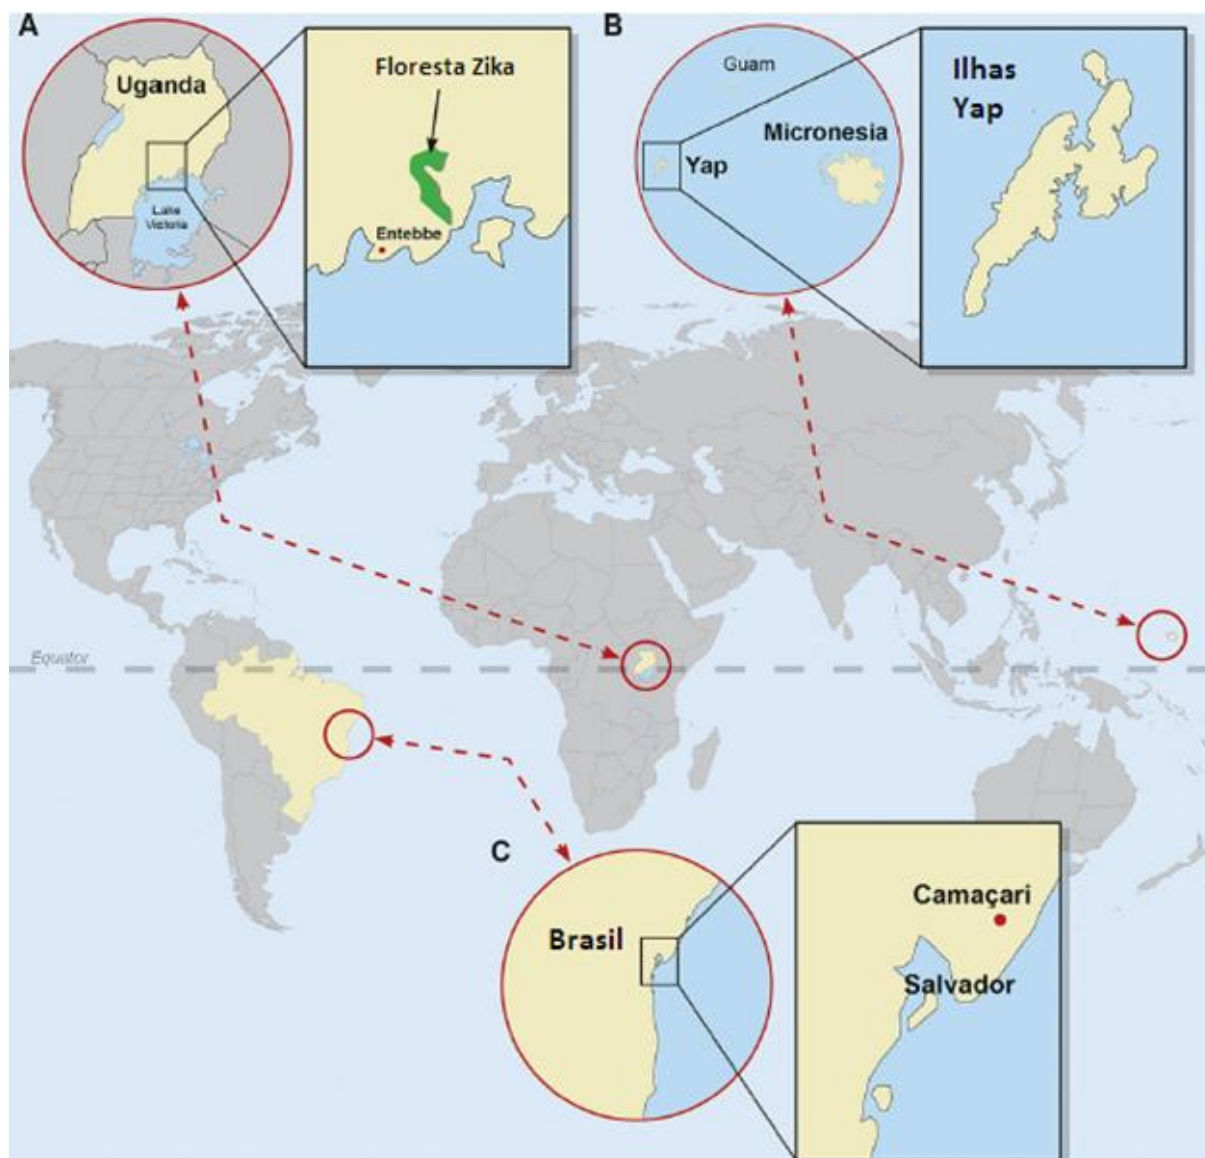 A
Uganda
Lake
Victoria
Floresta Zika
Entebbe
B
Guam
Micronesia
Yap
Ilhas
Yap
Equator
C
Brasil
Camaçari
Salvador